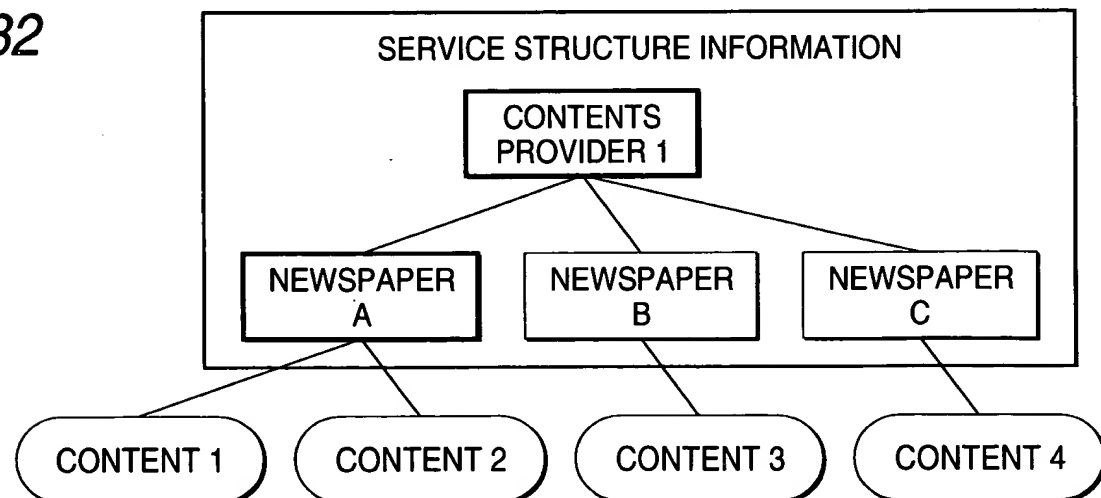 32
SERVICE STRUCTURE INFORMATION
CONTENTS
PROVIDER 1
NEWSPAPER
A
NEWSPAPER
B
NEWSPAPER
C
CONTENT 1
CONTENT 2
CONTENT 3
CONTENT 4